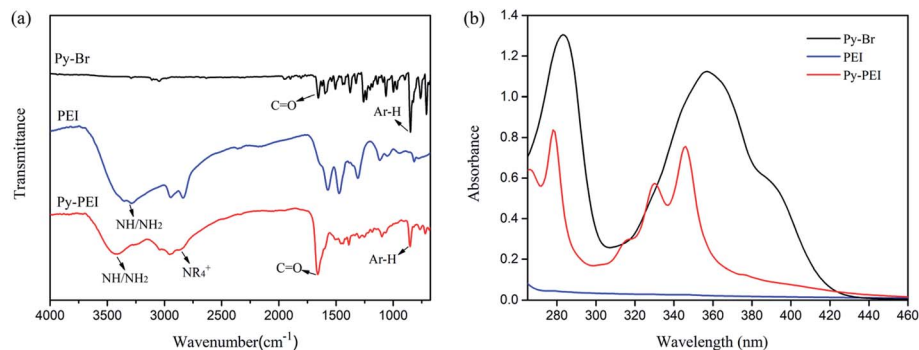 (a)
Py-Br
C=O
Ar-H
PEI
NH/NH2
Py-PEI
NH/NH2
NR4+
C=O
Ar-H
Transmittance
4000 3500 3000 2500 2000 1500 1000
Wavenumber(cm-1)
(b)
Py-Br
PEI
Py-PEI
1.4
1.2
1.0
0.8
0.6
0.4
0.2
0.0
Absorbance
280 300 320 340 360 380 400 420 440 460
Wavelength (nm)